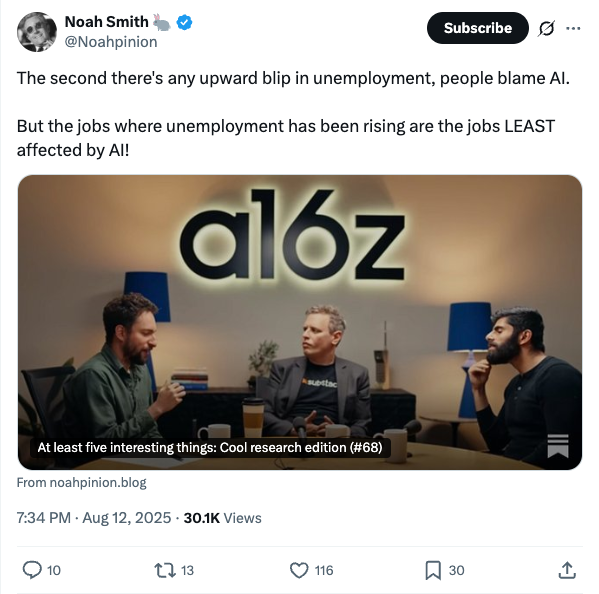 Noah Smith 🐇
@Noahpinion
Subscribe
The second there's any upward blip in unemployment, people blame AI.
But the jobs where unemployment has been rising are the jobs LEAST
affected by AI!
a16z
substac
At least five interesting things: Cool research edition (#68)
From noahpinion.blog
7:34 PM · Aug 12, 2025 · 30.1K Views
10 13 116 30